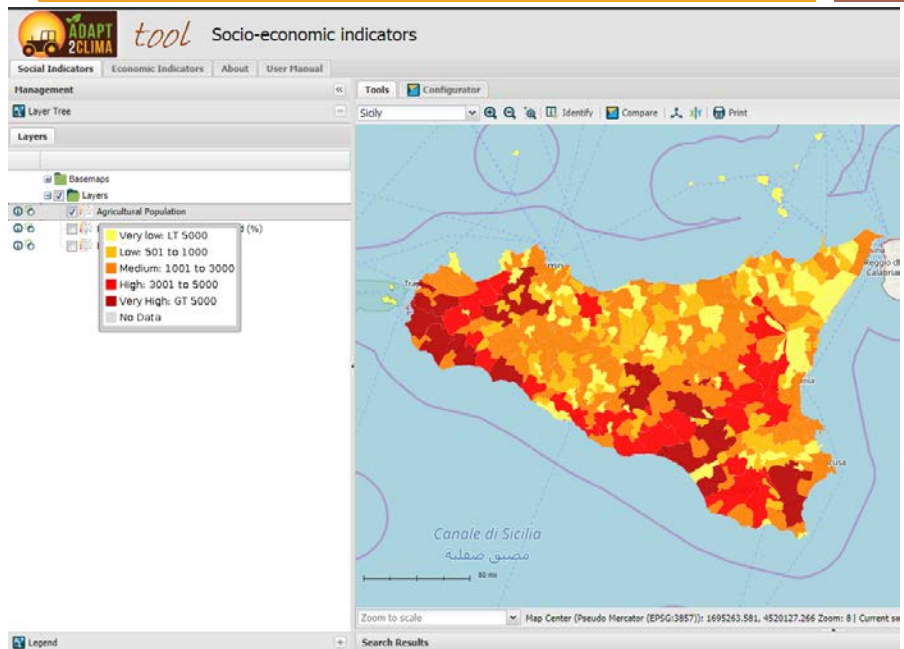 ADAPT
2CLIMA
tool
Socio-economic indicators
Social Indicators
Economic Indicators
About
User Manual
Management
Layer Tree
Layers
Basemaps
Layers
Agricultural Population
(%)
Very low: LT 5000
Low: 501 to 1000
Medium: 1001 to 3000
High: 3001 to 5000
Very High: GT 5000
No Data
Legend
Tools
Configurator
Sicily
Identify
Compare
Print
Reggio di
Calabria
Canale di Sicilia
مضيق صقلية
Zoom to scale
Map Center (Pseudo Mercator (EPSG:3857)): 1695263.581, 4520127.266 Zoom: 8 | Current
Search Results